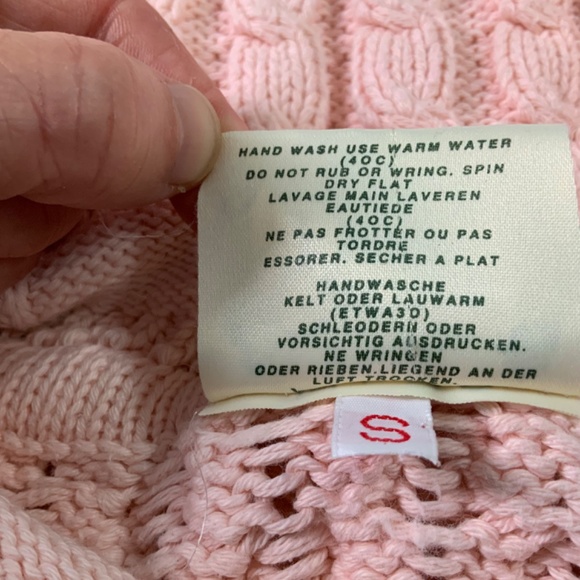 HAND WASH USE WARM WATER
(40C)
DO NOT RUB OR WRING. SPIN
DRY FLAT
LAVAGE MAIN LAVEREN
EAUTIEDE
(40C)
NE PAS FROTTER OU PAS
TORDRE
ESSORER. SECHER A PLAT
HANDWASCHE
KELT ODER LAUWARM
(ETWA30)
SCHLEODERN ODER
VORSICHTIG AUSDRUCKEN.
NE WRINGEN
ODER RIEBEN.LIEGEND AN DER
LUFT TROCKEN.
S